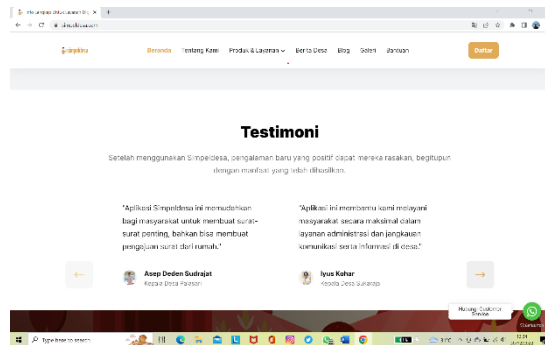 simpeldesa
Beranda Tentang Kami Produk & Layanan Berita Desa Blog Galeri Bantuan
Daftar
Testimoni
Setelah menggunakan Simpeldesa, pengalaman baru yang positif dapat mereka rasakan, begitupun
dengan manfaat yang telah dihasilkan.
"Aplikasi Simpeldesa ini memudahkan
bagi masyarakat untuk membuat surat-
surat penting, bahkan bisa membuat
pengajuan surat dari rumah."
Asep Deden Sudrajat
Kepala Desa Palasari
"Aplikasi ini membantu kami melayani
masyarakat secara maksimal dalam
layanan administrasi dan jangkauan
komunikasi serta informasi di desa."
Iyus Kohar
Kepala Desa Sukaraja
Hubungi Customer
Service
Type here to search
31°C